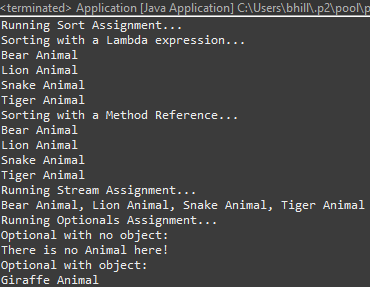 <terminated> Application [Java Application] C:\Users\bhill\.p2\pool\p
Running Sort Assignment...
Sorting with a Lambda expression...
Bear Animal
Lion Animal
Snake Animal
Tiger Animal
Sorting with a Method Reference...
Bear Animal
Lion Animal
Snake Animal
Tiger Animal
Running Stream Assignment...
Bear Animal, Lion Animal, Snake Animal, Tiger Animal
Running Optionals Assignment...
Optional with no object:
There is no Animal here!
Optional with object:
Giraffe Animal